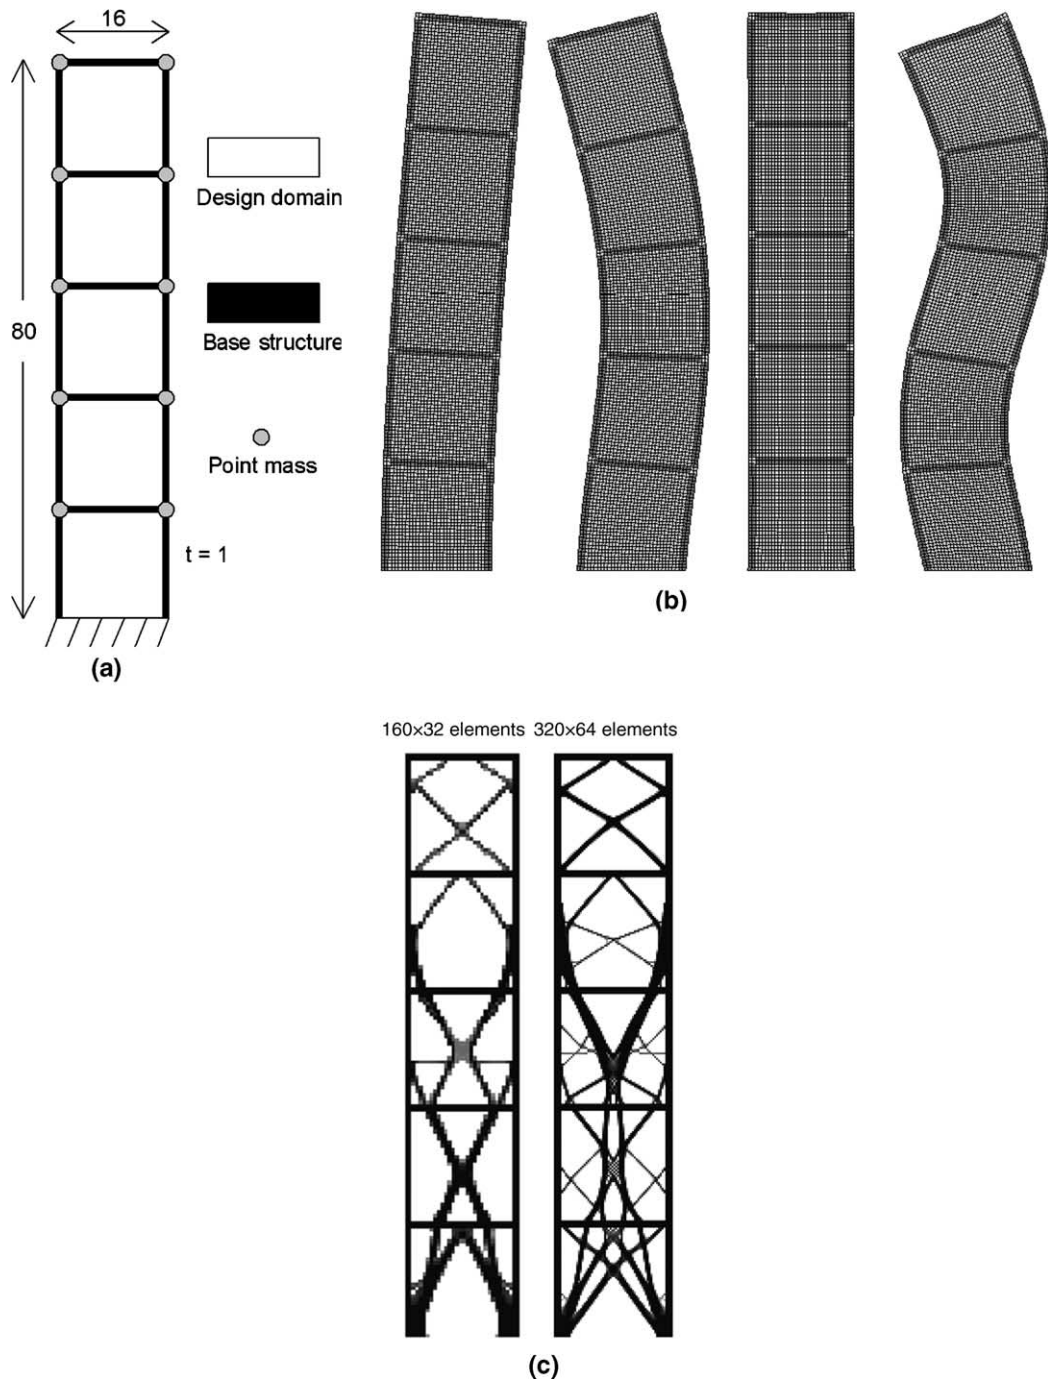 16
80
Design domain
Base structure
Point mass
t = 1
(a)
(b)
160×32 elements 320×64 elements
(c)